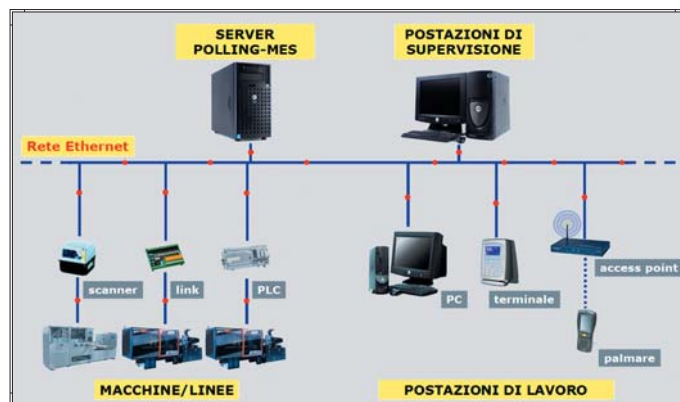 SERVER
POLLING-MES
POSTAZIONI DI
SUPERVISIONE
Rete Ethernet
scanner
link
PLC
PC
terminale
access point
palmare
MACCHINE/LINEE
POSTAZIONI DI LAVORO